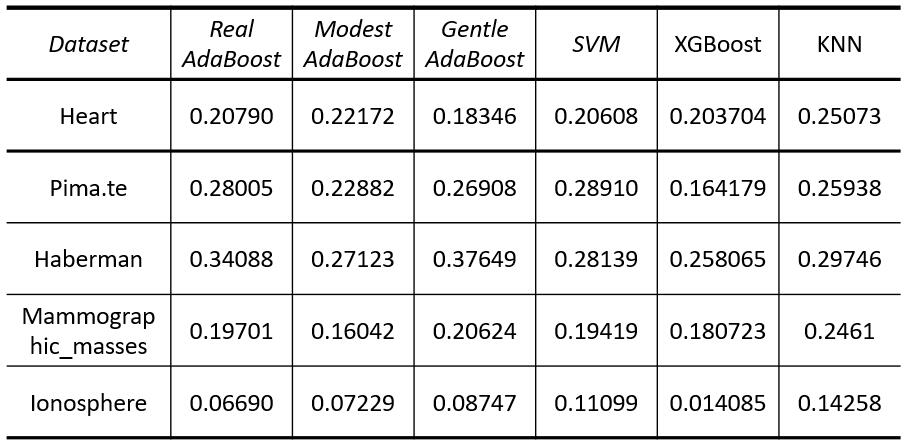 Dataset Real AdaBoost Modest AdaBoost Gentle AdaBoost SVM XGBoost KNN
Heart 0.20790 0.22172 0.18346 0.20608 0.203704 0.25073
Pima.te 0.28005 0.22882 0.26908 0.28910 0.164179 0.25938
Haberman 0.34088 0.27123 0.37649 0.28139 0.258065 0.29746
Mammographic_masses 0.19701 0.16042 0.20624 0.19419 0.180723 0.2461
Ionosphere 0.06690 0.07229 0.08747 0.11099 0.014085 0.14258